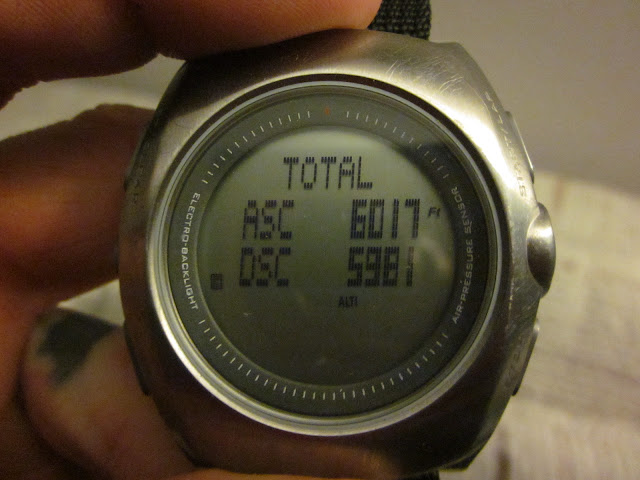 TOTAL
ASC 6017 Ft
DSC 5981
ALTI
ELECTRO-BACKLIGHT
AIR-PRESSURE SENSOR